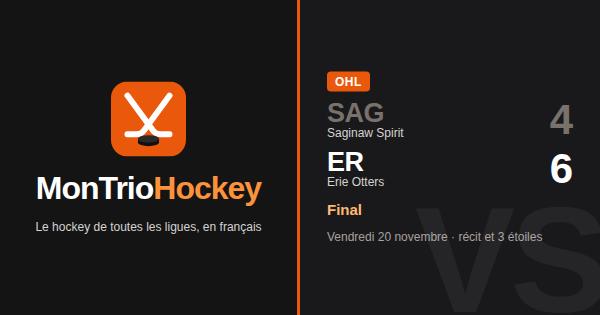 MonTrioHockey
Le hockey de toutes les ligues, en français
OHL
SAG 4
Saginaw Spirit
ER 6
Erie Otters
Final
Vendredi 20 novembre · récit et 3 étoiles
VS